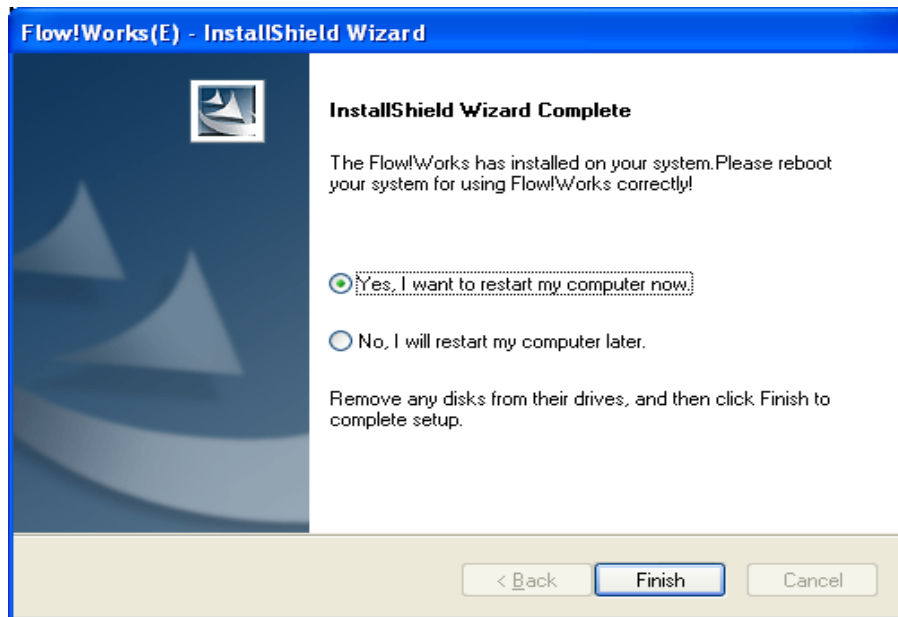 Flow!Works(E) - InstallShield Wizard
InstallShield Wizard Complete
The Flow!Works has installed on your system.Please reboot
your system for using Flow!Works correctly!
Yes, I want to restart my computer now.
No, I will restart my computer later.
Remove any disks from their drives, and then click Finish to
complete setup.
< Back
Finish
Cancel